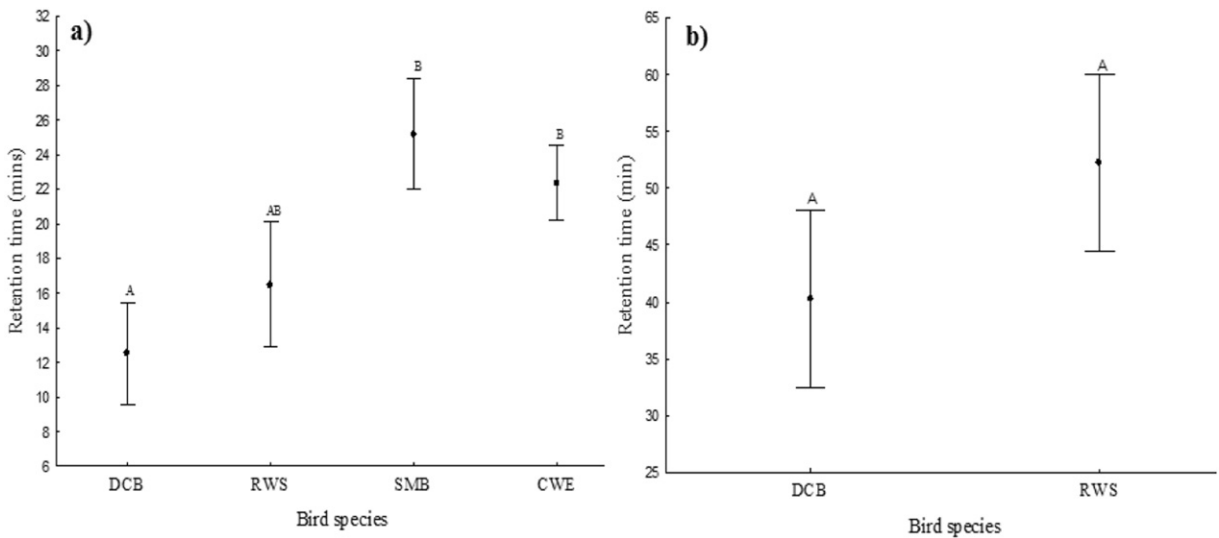 a)
Retention time (mins)
32
30
28
26
24
22
20
18
16
14
12
10
8
6
A
AB
B
B
DCB RWS SMB CWE
Bird species
b)
Retention time (min)
65
60
55
50
45
40
35
30
25
A
A
DCB RWS
Bird species